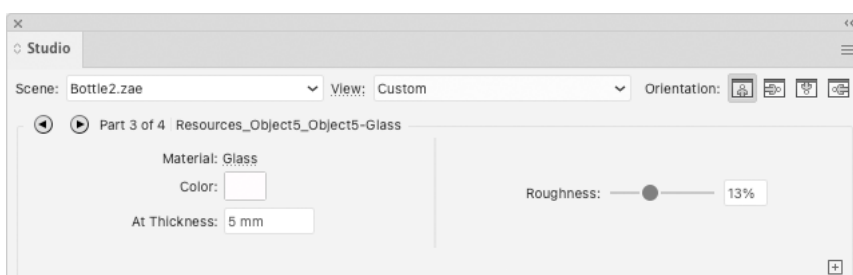 Studio
Scene: Bottle2.zae View: Custom Orientation:
Part 3 of 4 Resources_Object5_Object5-Glass
Material: Glass
Color:
Roughness: 13%
At Thickness: 5 mm